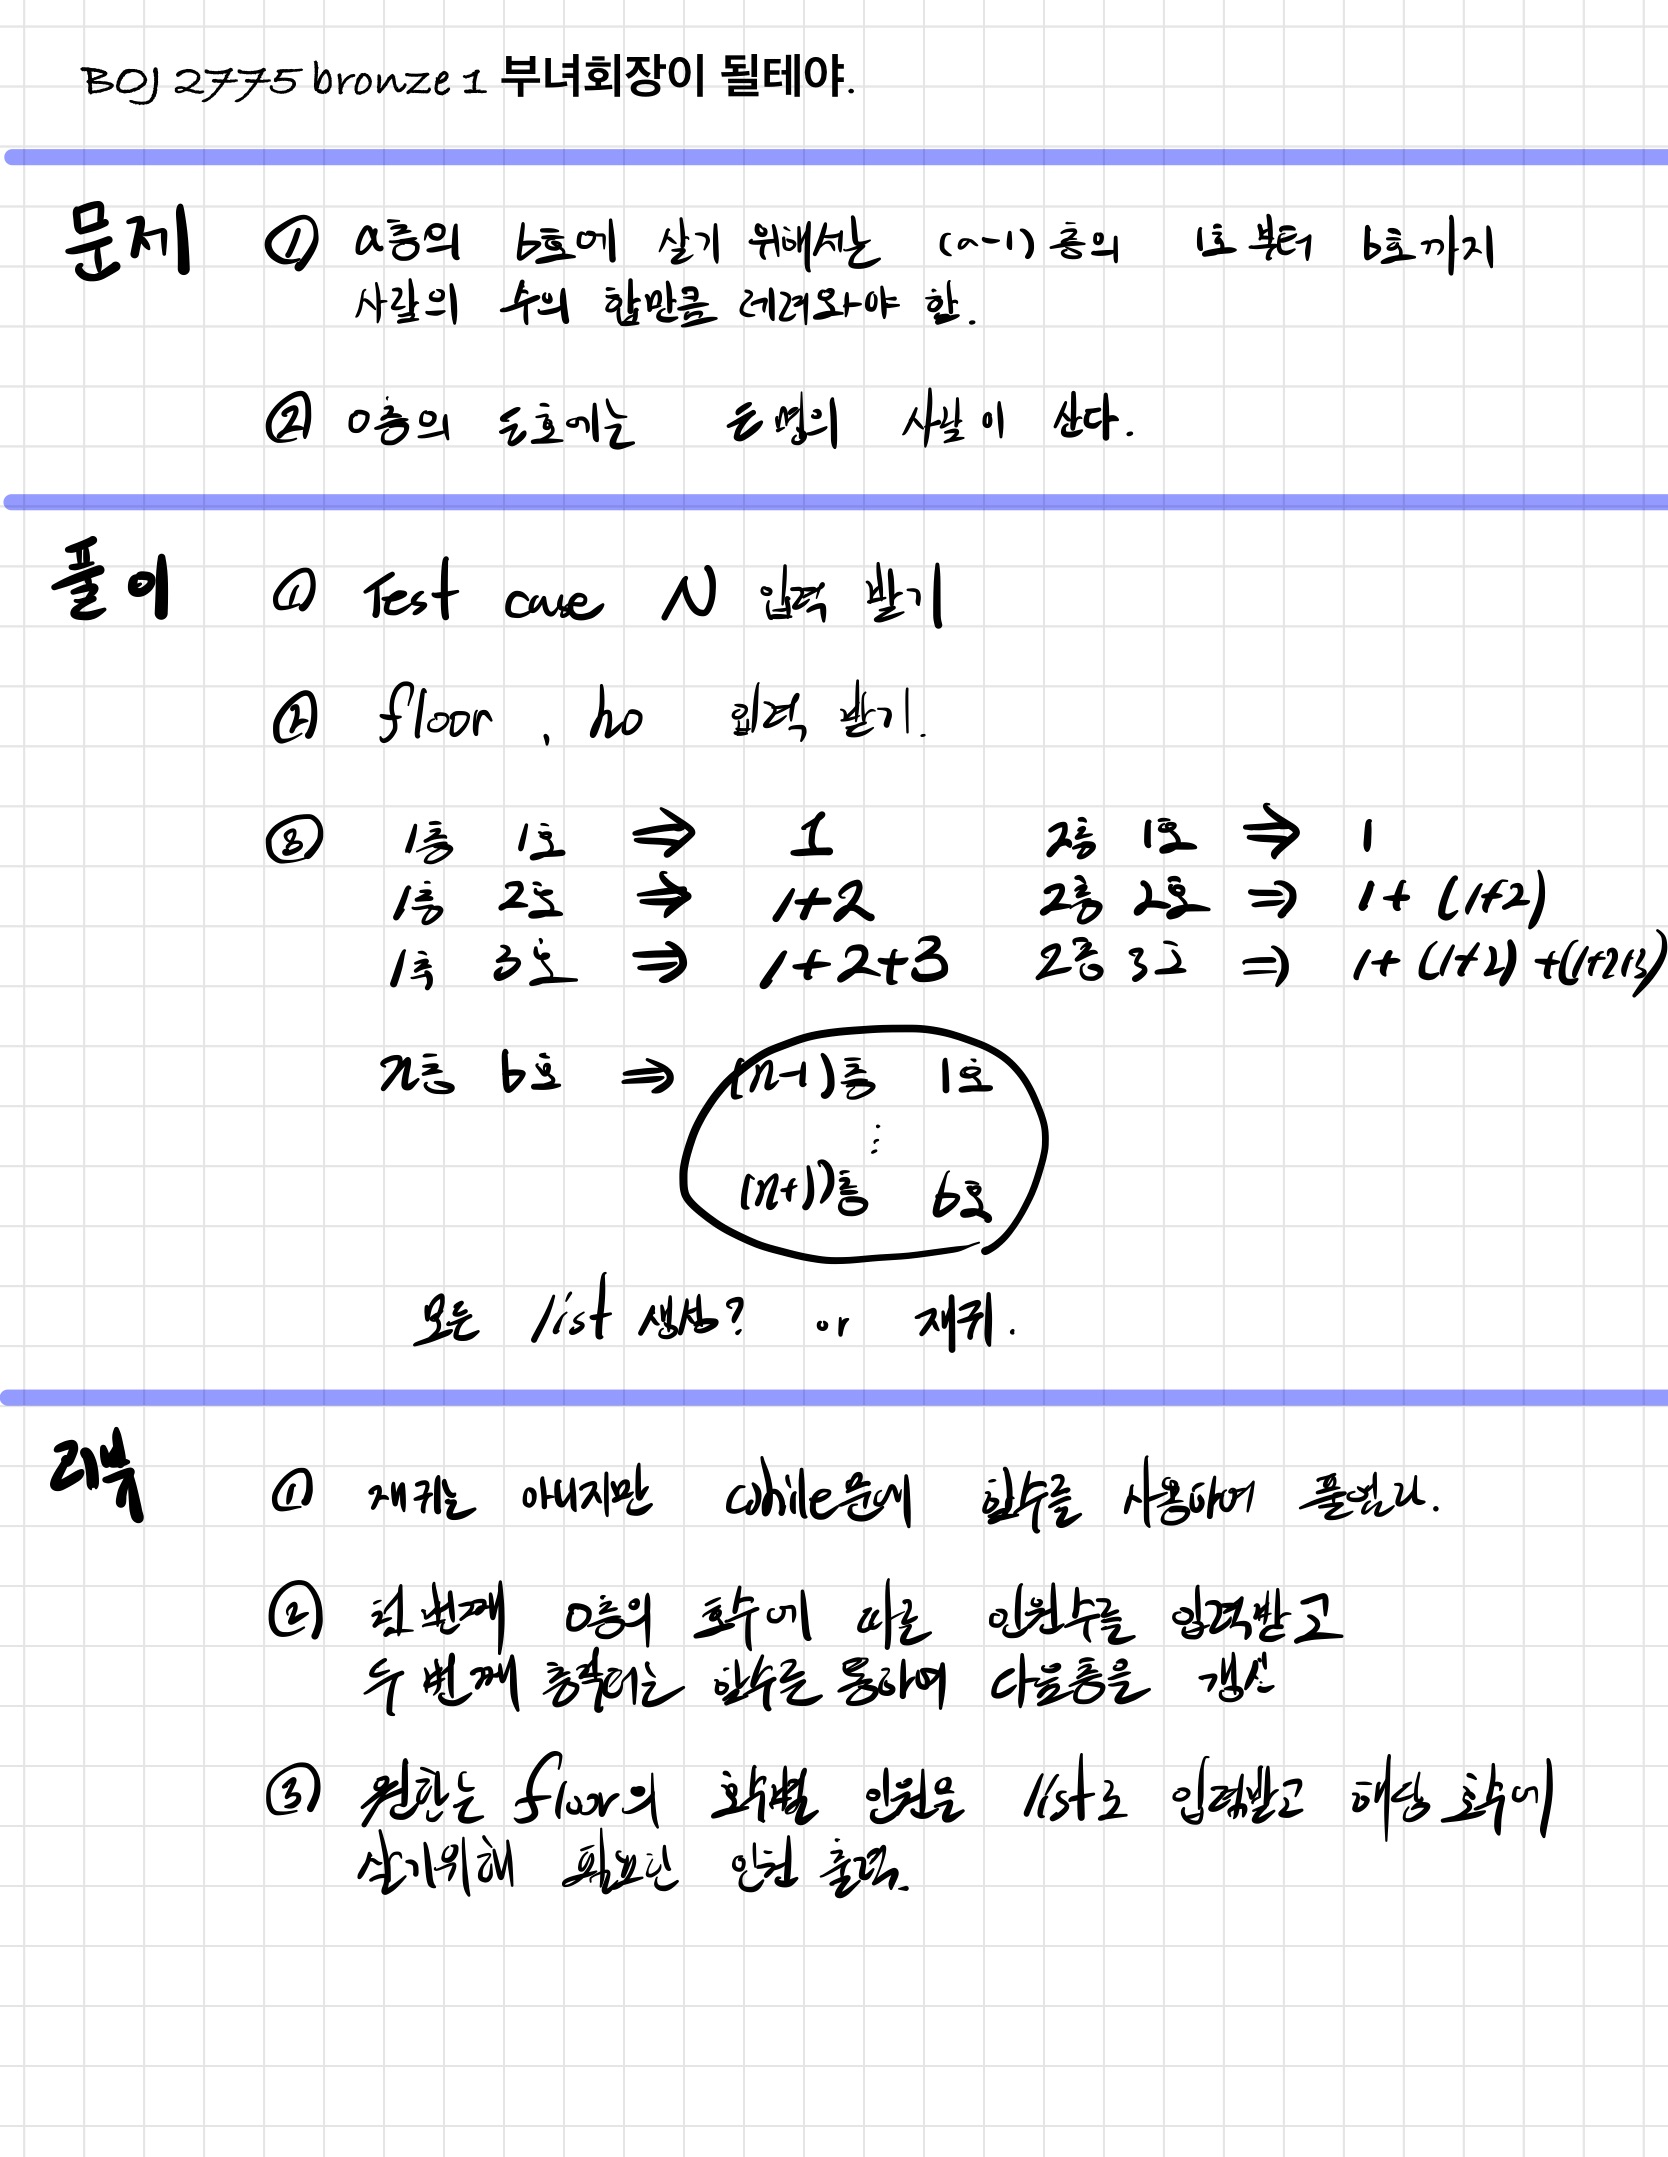 BOJ 2775 bronze 1 부녀회장이 될테야.
문제 ① a층의 b호에 살기 위해서는 (a-1)층의 1호부터 b호까지
사람의 수의 합만큼 데려와야 함.
② 0층의 는 명의 사람이 산다.
풀이 ① Test case N 입력 받기
② floor, ho 입력 받기.
③ 1층 1호 ⇒ 1 2층 1호 ⇒ 1
1층 2호 ⇒ 1+2 2층 2호 ⇒ 1+(1+2)
1층 3호 ⇒ 1+2+3 2층 3호 ⇒ 1+(1+2)+(1+2+3)
n층 b호 ⇒ (n-1)층 1호
⋮
(n+1)층 b호
모든 list 생성? or 재귀.
리뷰 ① 재귀는 아니지만 while문에 함수를 사용하여 풀었다.
② 첫번째 0층의 호수에 따른 인원수를 입력받고
두번째 층부터는 함수를 통하여 다음층을 갱신
③ 원하는 floor의 호수별 인원을 list로 입력받고 해당 호수에
살기위해 필요한 인원 출력.